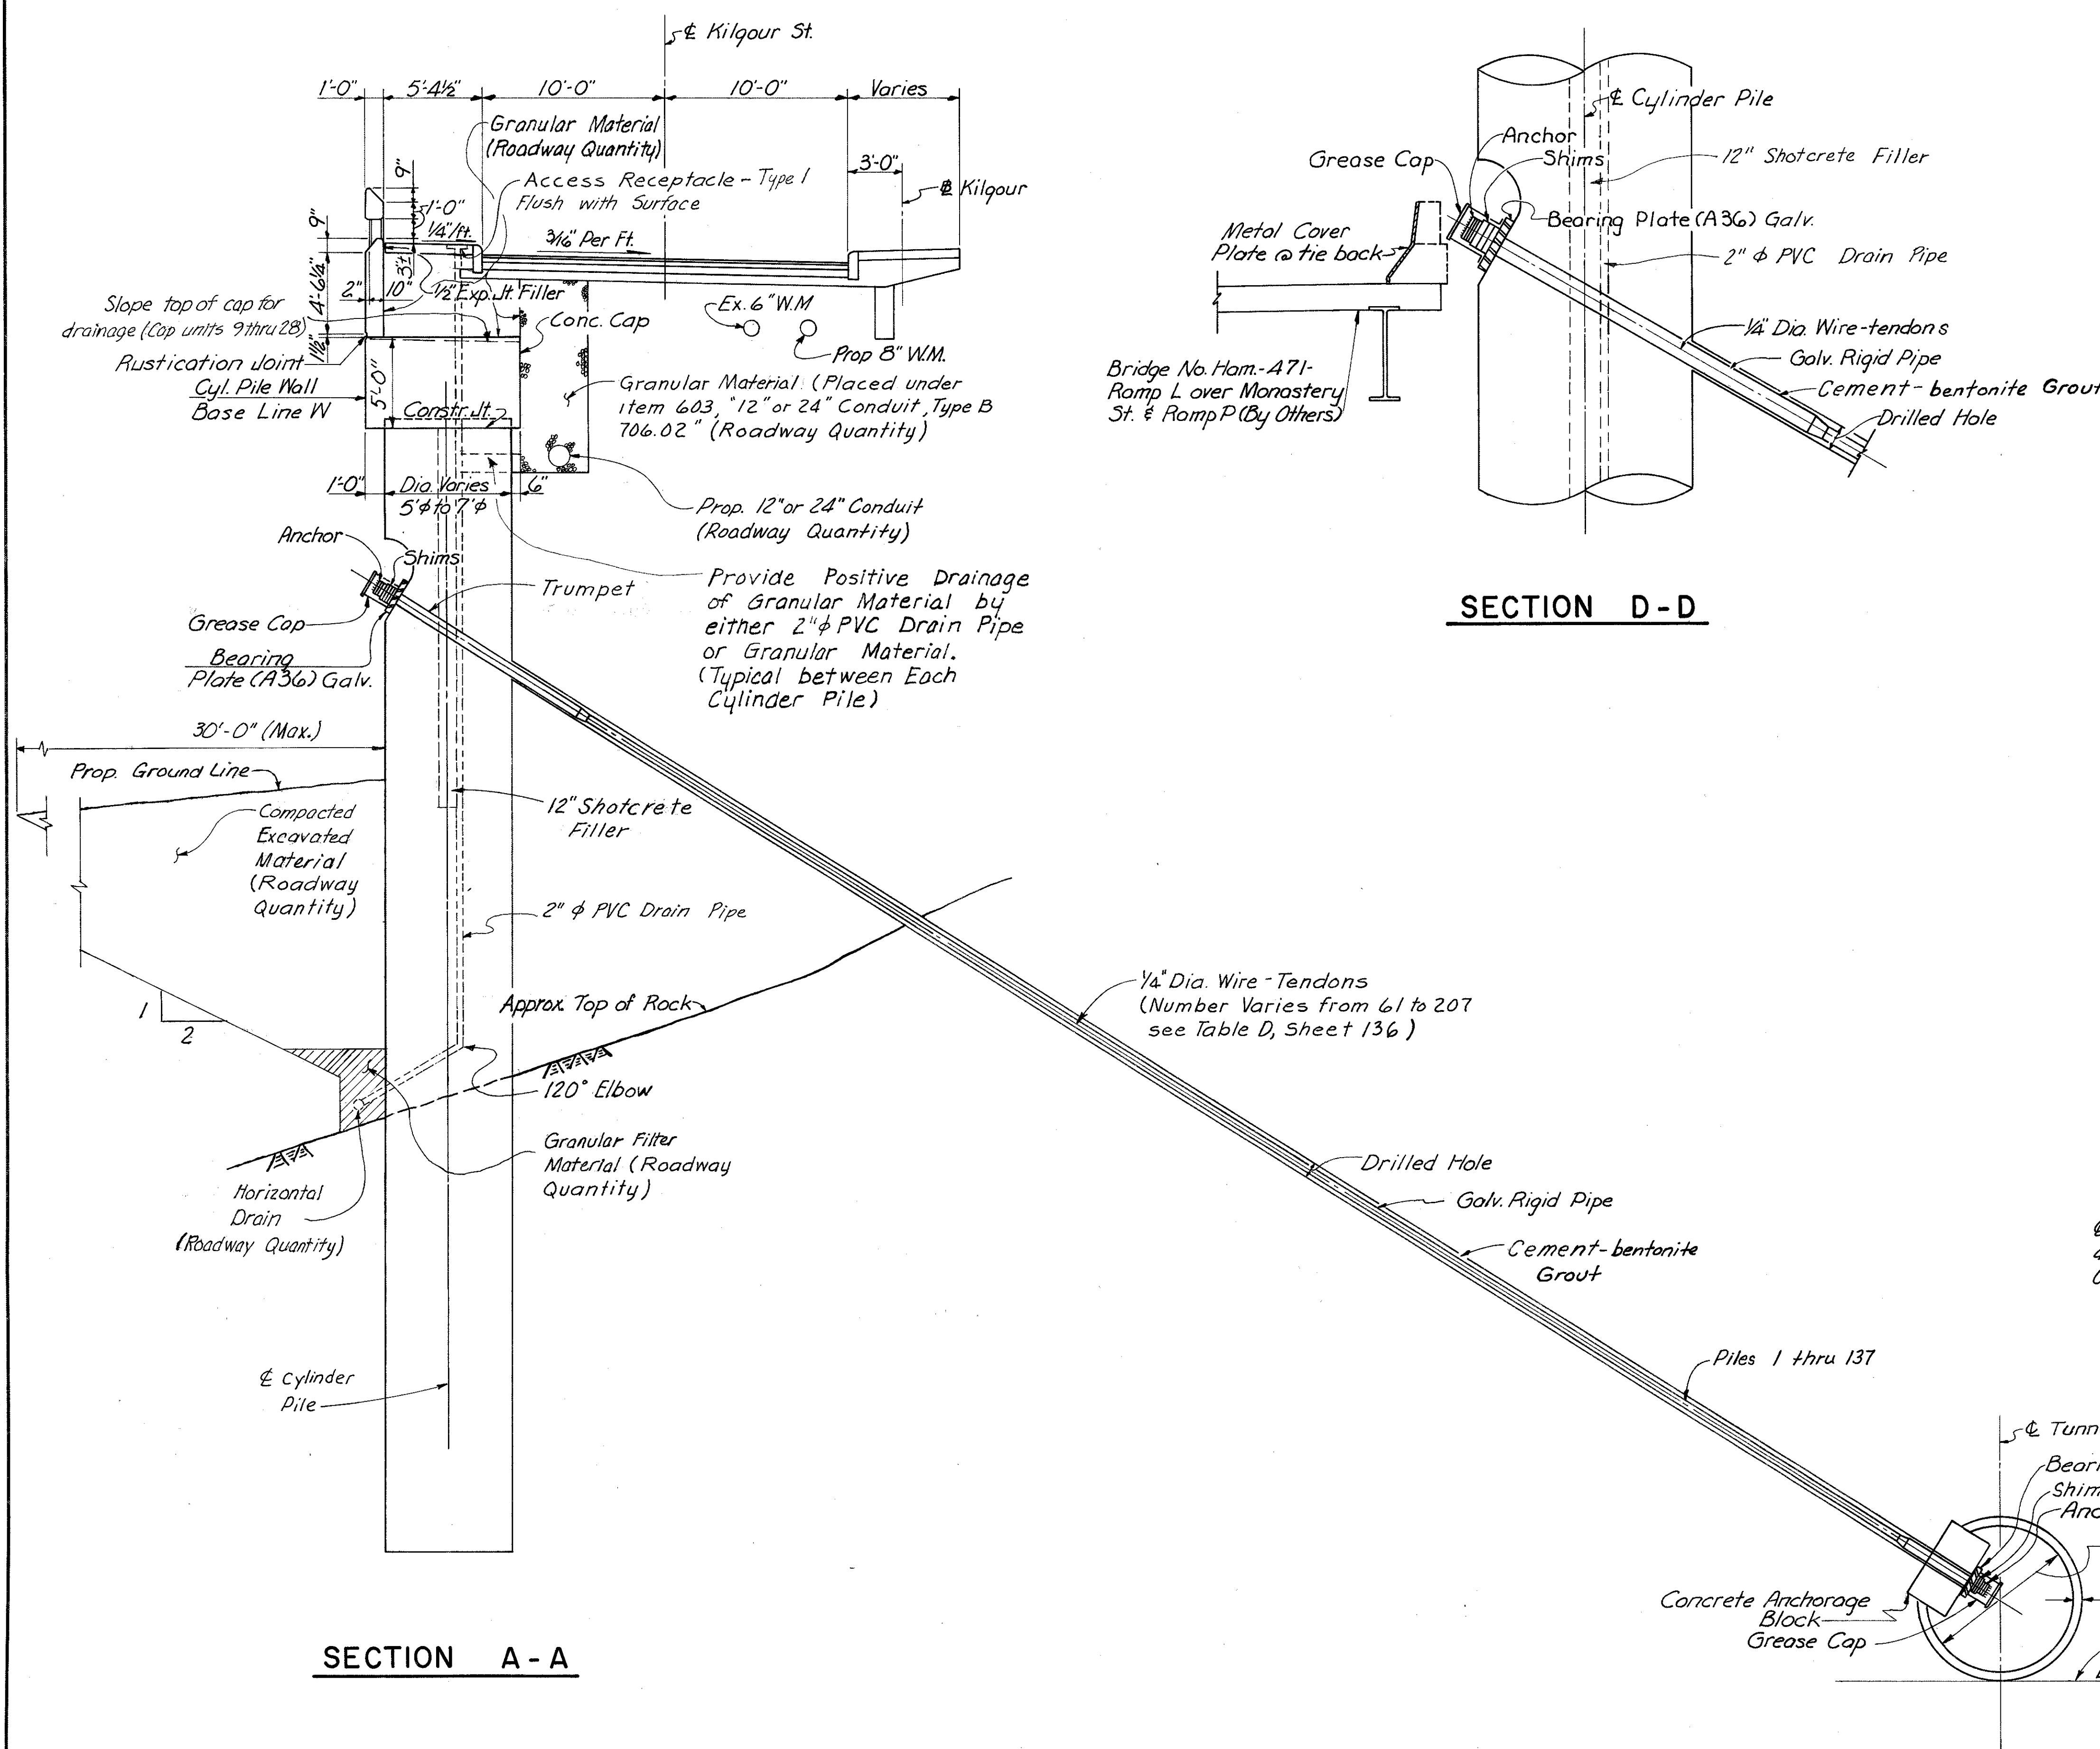 ℄ Kilgour St.
1'-0"
5'-4½"
10'-0"
10'-0"
Varies
Granular Material
(Roadway Quantity)
9"
Access Receptacle - Type 1
Flush with Surface
3'-0"
Kilgour
1'-0"
9"
1/4"/ft.
3/16" Per Ft.
3"±
4'-6¼"
2"
10"
½" Exp. Jt. Filler
1½"
Slope top of cap for
drainage (Cap units 9 thru 28)
Rustication Joint
Cyl. Pile Wall
Base Line W
Ex. 6" W.M
Conc. Cap
Prop 8" W.M.
5'-0"
Constr. Jt.
Granular Material (Placed under
item 603, "12" or 24" Conduit, Type B
706.02" (Roadway Quantity)
1'-0"
Dia. Varies
5'ϕ to 7'ϕ
6"
Prop. 12" or 24" Conduit
(Roadway Quantity)
Anchor
Shims
Trumpet
Grease Cap
Bearing
Plate (A36) Galv.
Provide Positive Drainage
of Granular Material by
either 2"ϕ PVC Drain Pipe
or Granular Material.
(Typical between Each
Cylinder Pile)
30'-0" (Max.)
Prop. Ground Line
Compacted
Excavated
Material
(Roadway
Quantity)
12" Shotcrete
Filler
2" ϕ PVC Drain Pipe
Approx. Top of Rock
1
2
120° Elbow
Granular Filter
Material (Roadway
Quantity)
Horizontal
Drain
(Roadway Quantity)
℄ Cylinder
Pile
SECTION A-A
1/4" Dia. Wire - Tendons
(Number Varies from 61 to 207
see Table D, Sheet 136)
Drilled Hole
Galv. Rigid Pipe
Cement-bentonite
Grout
Piles 1 thru 137
℄ Tunn
Beari
Shim
Anc
Concrete Anchorage
Block
Grease Cap
℄ Cylinder Pile
Anchor
Shims
Grease Cap
12" Shotcrete Filler
Bearing Plate (A36) Galv.
Metal Cover
Plate @ tie back
2" ϕ PVC Drain Pipe
1/4" Dia. Wire-tendons
Galv. Rigid Pipe
Cement-bentonite Grout
Drilled Hole
Bridge No. Ham.-471-
Ramp L over Monastery
St. & Ramp P (By Others)
SECTION D-D